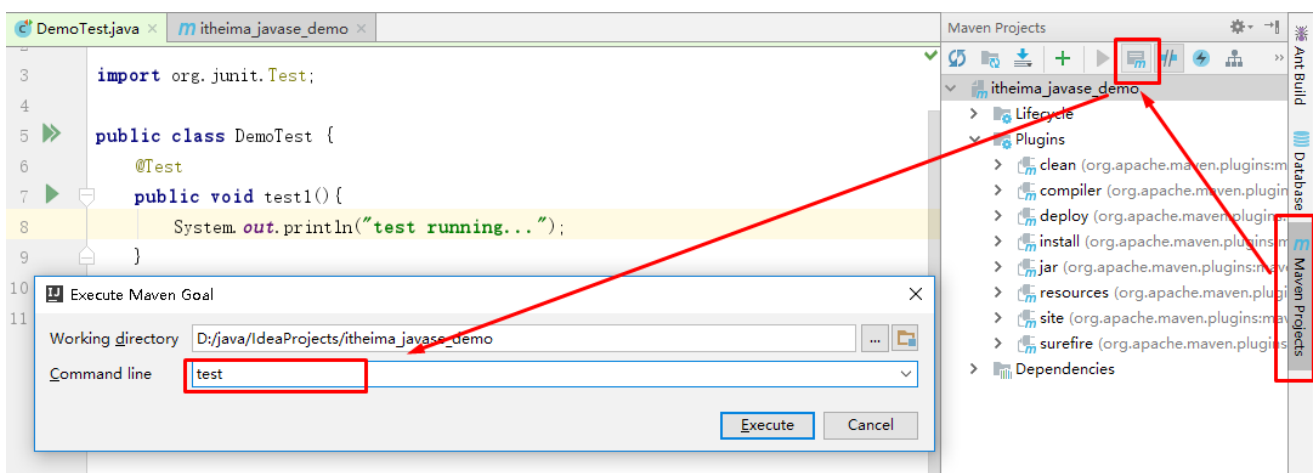 DemoTest.java
itheima_javase_demo
Maven Projects
3 import org.junit.Test;
4
5 public class DemoTest {
6 @Test
7 public void test1(){
8 System.out.println("test running...");
9 }
10
11
itheima_javase_demo
Lifecycle
Plugins
clean (org.apache.maven.plugins:m
compiler (org.apache.maven.plugin
deploy (org.apache.maven.plugins:
install (org.apache.maven.plugins:m
jar (org.apache.maven.plugins:mave
resources (org.apache.maven.plugi
site (org.apache.maven.plugins:mav
surefire (org.apache.maven.plugins
Dependencies
Ant Build
Database
Maven Projects
Execute Maven Goal
Working directory D:/java/IdeaProjects/itheima_javase_demo ...
Command line test
Execute Cancel